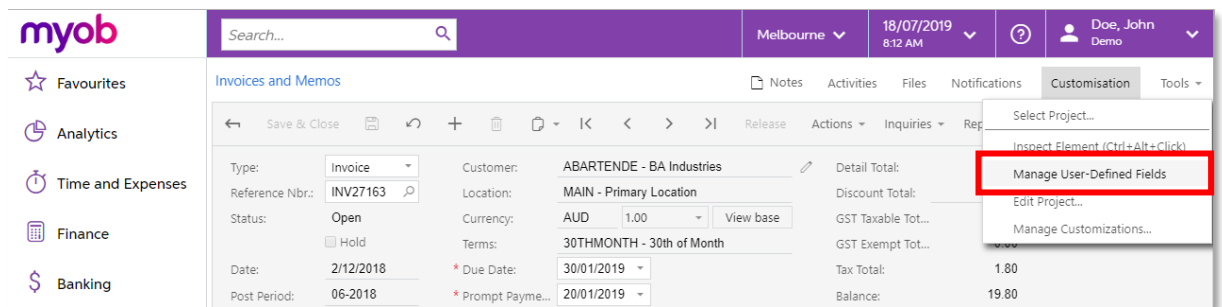 myob
Search...
Melbourne
18/07/2019
8:12 AM
Doe, John
Demo
Favourites
Analytics
Time and Expenses
Finance
Banking
Invoices and Memos
Notes Activities Files Notifications Customisation Tools
Save & Close Release Actions Inquiries Rep
Select Project...
Inspect Element (Ctrl+Alt+Click)
Manage User-Defined Fields
Edit Project...
Manage Customizations...
Type: Invoice Customer: ABARTENDE - BA Industries Detail Total:
Reference Nbr.: INV27163 Location: MAIN - Primary Location Discount Total:
Status: Open Currency: AUD 1.00 View base GST Taxable Tot...
Hold Terms: 30THMONTH - 30th of Month GST Exempt Tot... 0.00
Date: 2/12/2018 * Due Date: 30/01/2019 Tax Total: 1.80
Post Period: 06-2018 * Prompt Payme... 20/01/2019 Balance: 19.80